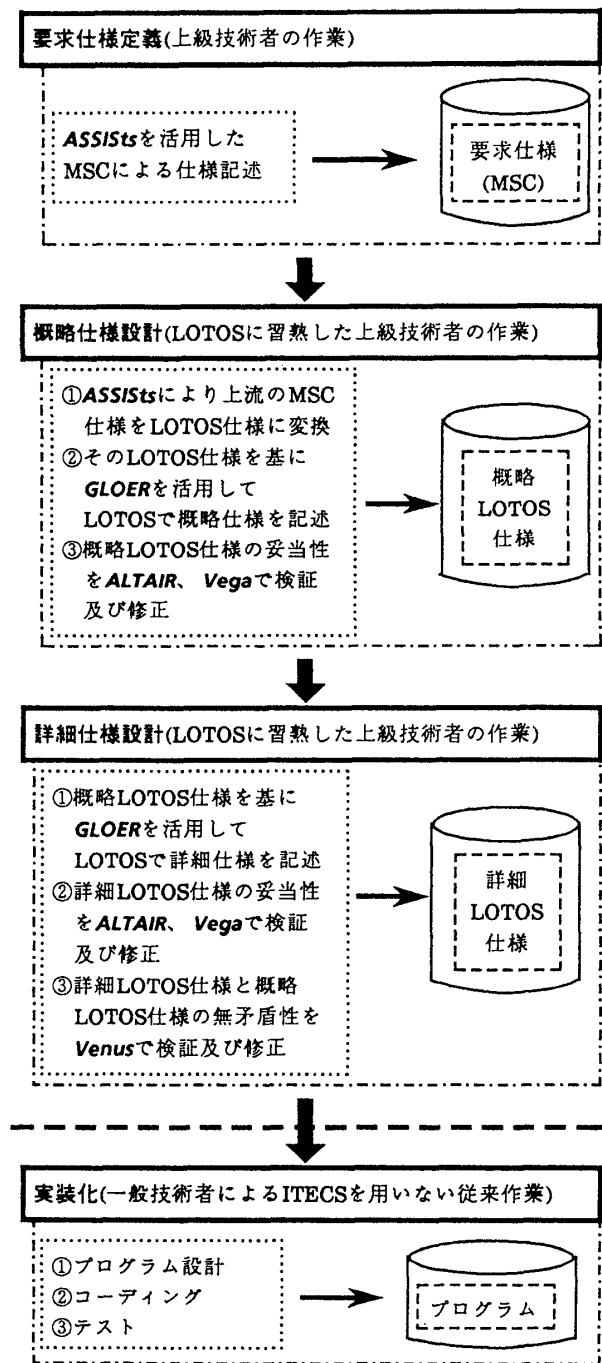 要求仕様定義(上級技術者の作業)
ASSIStsを活用した
MSCによる仕様記述
要求仕様
(MSC)
概略仕様設計(LOTOSに習熟した上級技術者の作業)
①ASSIStsにより上流のMSC
仕様をLOTOS仕様に変換
②そのLOTOS仕様を基に
GLOERを活用して
LOTOSで概略仕様を記述
③概略LOTOS仕様の妥当性
をALTAIR、Vegaで検証
及び修正
概略
LOTOS
仕様
詳細仕様設計(LOTOSに習熟した上級技術者の作業)
①概略LOTOS仕様を基に
GLOERを活用して
LOTOSで詳細仕様を記述
②詳細LOTOS仕様の妥当性
をALTAIR、Vegaで検証
及び修正
③詳細LOTOS仕様と概略
LOTOS仕様の無矛盾性を
Venusで検証及び修正
詳細
LOTOS
仕様
実装化(一般技術者によるITECSを用いない従来作業)
①プログラム設計
②コーディング
③テスト
プログラム